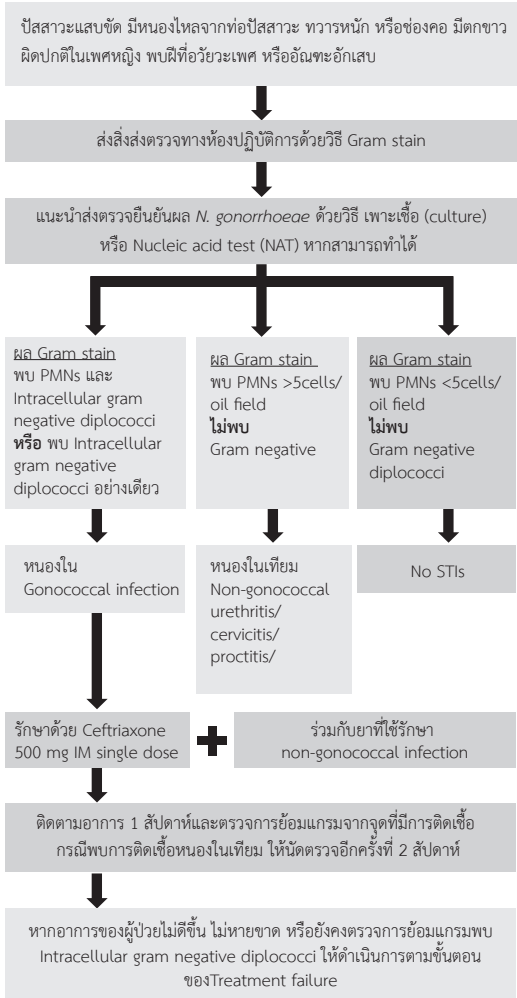 ปัสสาวะแสบขัด มีหนองไหลจากท่อปัสสาวะ ทวารหนัก หรือช่องคอ มีตกขาว
ผิดปกติในเพศหญิง พบฝีที่อวัยวะเพศ หรืออัณฑะอักเสบ
ส่งสิ่งส่งตรวจทางห้องปฏิบัติการด้วยวิธี Gram stain
แนะนำส่งตรวจยืนยันผล N. gonorrhoeae ด้วยวิธี เพาะเชื้อ (culture)
หรือ Nucleic acid test (NAT) หากสามารถทำได้
ผล Gram stain
พบ PMNs และ
Intracellular gram
negative diplococci
หรือ พบ Intracellular
gram negative
diplococci อย่างเดียว
ผล Gram stain
พบ PMNs >5cells/
oil field
ไม่พบ
Gram negative
ผล Gram stain
พบ PMNs <5cells/
oil field
ไม่พบ
Gram negative
diplococci
หนองใน
Gonococcal infection
หนองในเทียม
Non-gonococcal
urethritis/
cervicitis/
proctitis/
No STIs
รักษาด้วย Ceftriaxone
500 mg IM single dose
ร่วมกับยาที่ใช้รักษา
non-gonococcal infection
ติดตามอาการ 1 สัปดาห์และตรวจการย้อมแกรมจากจุดที่มีการติดเชื้อ
กรณีพบการติดเชื้อหนองในเทียม ให้นัดตรวจอีกครั้งที่ 2 สัปดาห์
หากอาการของผู้ป่วยไม่ดีขึ้น ไม่หายขาด หรือยังคงตรวจการย้อมแกรมพบ
Intracellular gram negative diplococci ให้ดำเนินการตามขั้นตอน
ของTreatment failure